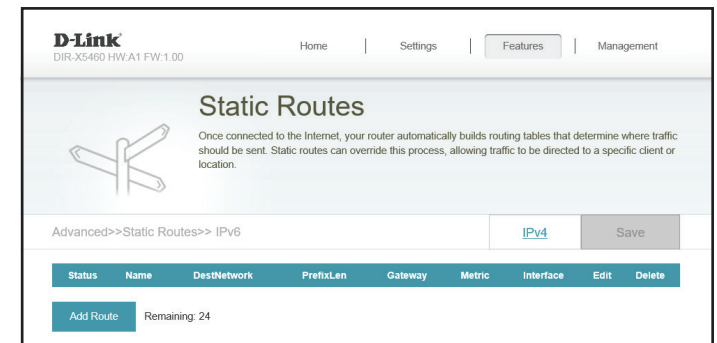 D-Link
DIR-X5460 HW:A1 FW:1.00
Home | Settings | Features | Management
Static Routes
Once connected to the Internet, your router automatically builds routing tables that determine where traffic
should be sent. Static routes can override this process, allowing traffic to be directed to a specific client or
location.
Advanced>>Static Routes>> IPv6
IPv4
Save
Status Name DestNetwork PrefixLen Gateway Metric Interface Edit Delete
Add Route Remaining: 24